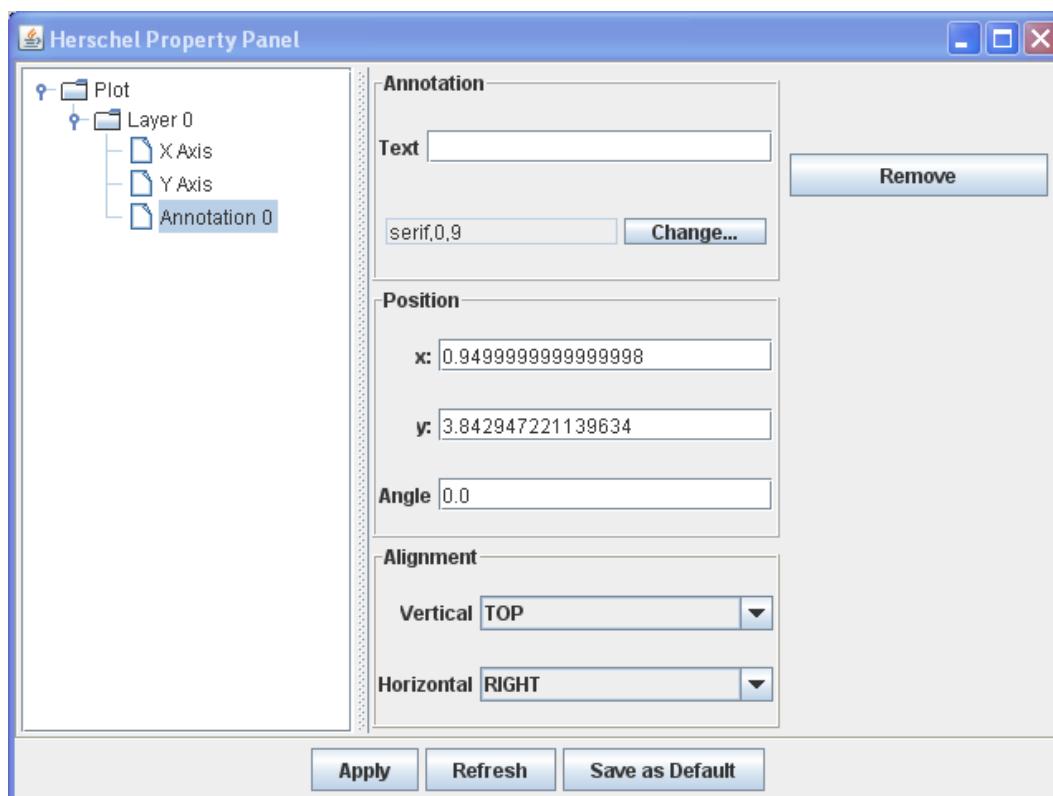 Herschel Property Panel
Plot
Layer 0
X Axis
Y Axis
Annotation 0
Annotation
Text
serif,0,9
Change...
Remove
Position
x: 0.9499999999999998
y: 3.842947221139634
Angle 0.0
Alignment
Vertical TOP
Horizontal RIGHT
Apply Refresh Save as Default